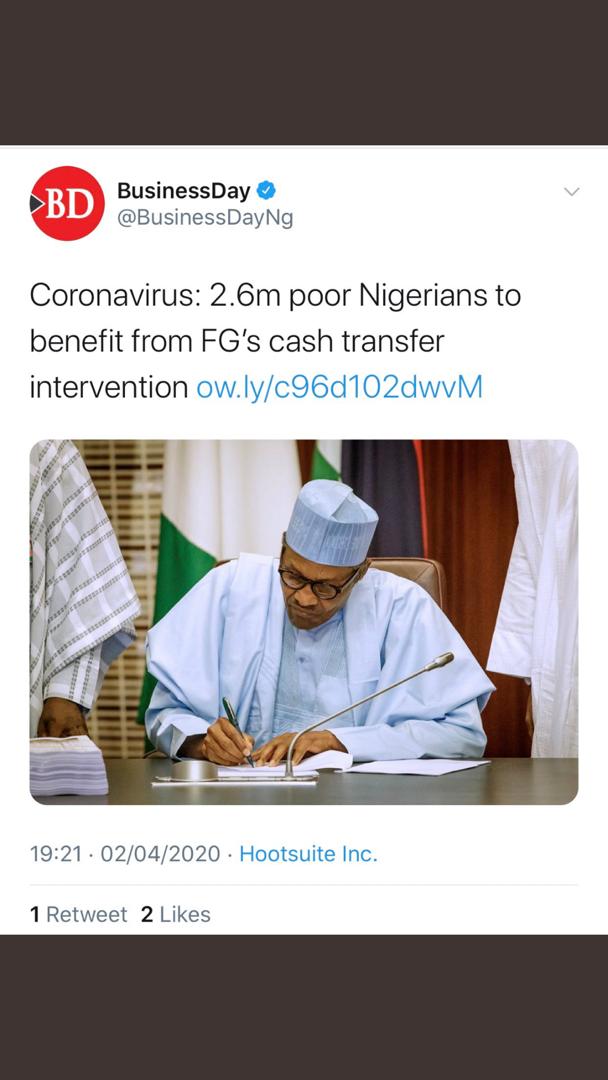 BD
BusinessDay
@BusinessDayNg
Coronavirus: 2.6m poor Nigerians to
benefit from FG’s cash transfer
intervention ow.ly/c96d102dwvM
19:21 · 02/04/2020 · Hootsuite Inc.
1 Retweet 2 Likes